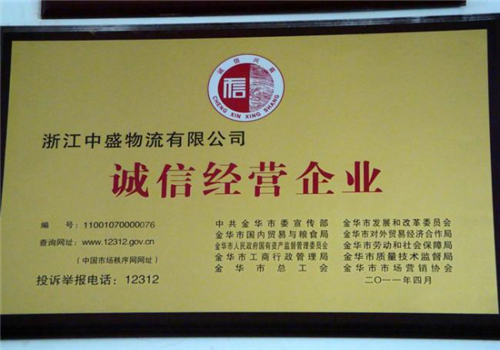 诚信兴商
信
CHENG XIN XING SHANG
浙江中盛物流有限公司
诚信经营企业
编 号：11001070000076
查询网址：www.12312.gov.cn
（中国市场秩序网网址）
投诉举报电话：12312
中共金华市委宣传部
金华市国内贸易与粮食局
金华市人民政府国有资产监督管理委员会
金华市工商行政管理局
金华市总工会
金华市发展和改革委员会
金华市对外贸易经济合作局
金华市劳动和社会保障局
金华市质量技术监督局
金华市市场营销协会
二〇一一年四月